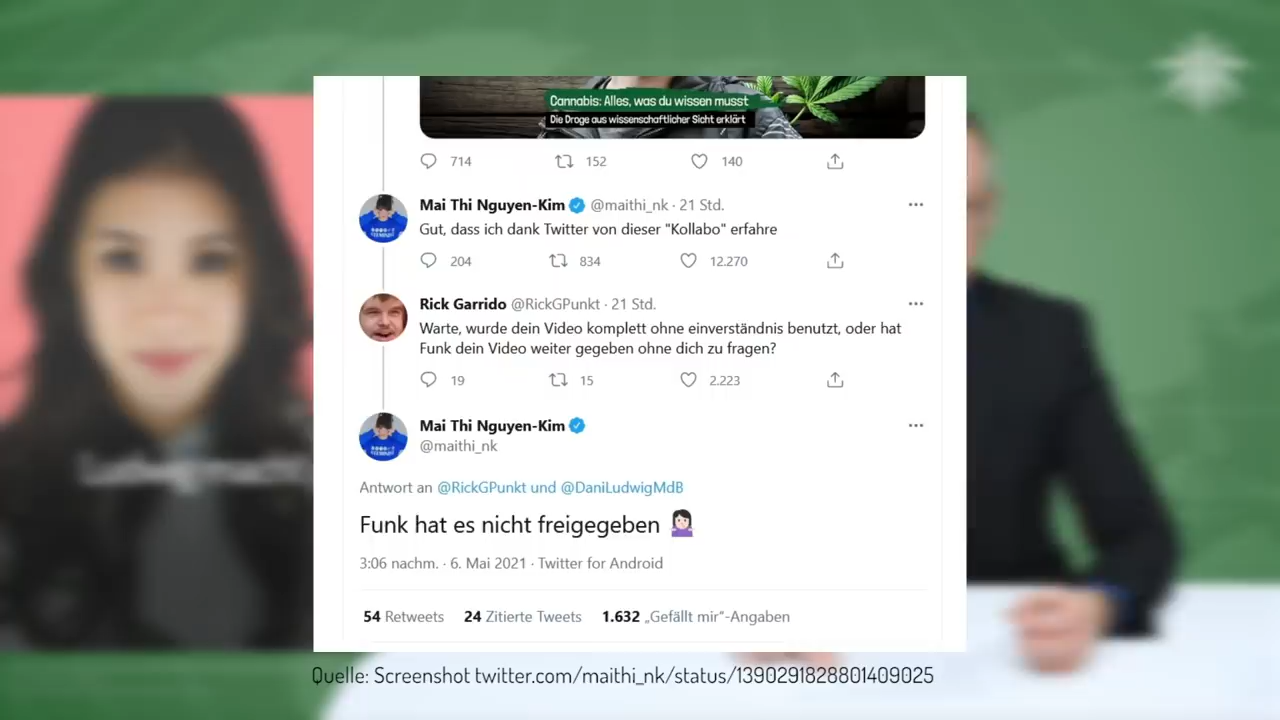 Cannabis: Alles, was du wissen musst
Die Droge aus wissenschaftlicher Sicht erklärt
714 152 140
Mai Thi Nguyen-Kim @maithi_nk · 21 Std.
Gut, dass ich dank Twitter von dieser "Kollabo" erfahre
204 834 12.270
Rick Garrido @RickGPunkt · 21 Std.
Warte, wurde dein Video komplett ohne einverständnis benutzt, oder hat
Funk dein Video weiter gegeben ohne dich zu fragen?
19 15 2.223
Mai Thi Nguyen-Kim
@maithi_nk
Antwort an @RickGPunkt und @DaniLudwigMdB
Funk hat es nicht freigegeben 🤷🏻‍♀️
3:06 nachm. · 6. Mai 2021 · Twitter for Android
54 Retweets 24 Zitierte Tweets 1.632 „Gefällt mir“-Angaben
Quelle: Screenshot twitter.com/maithi_nk/status/1390291828801409025